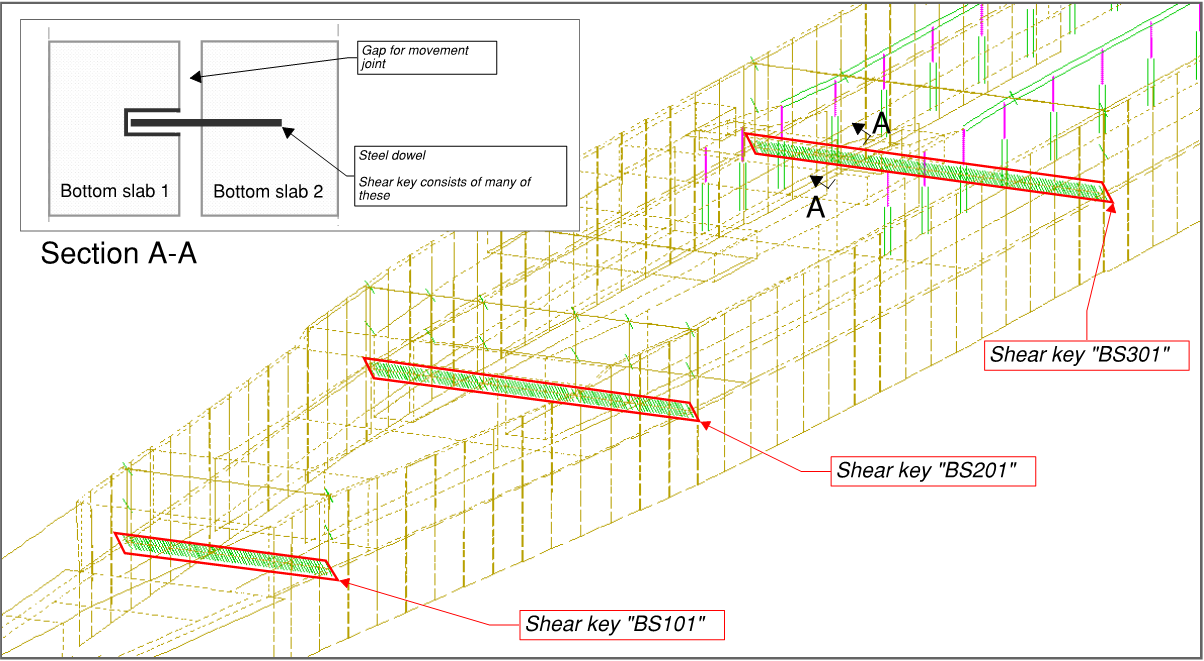 Gap for movement
joint
Steel dowel
Shear key consists of many of
these
Bottom slab 1
Bottom slab 2
Section A-A
A
A
Shear key "BS301"
Shear key "BS201"
Shear key "BS101"